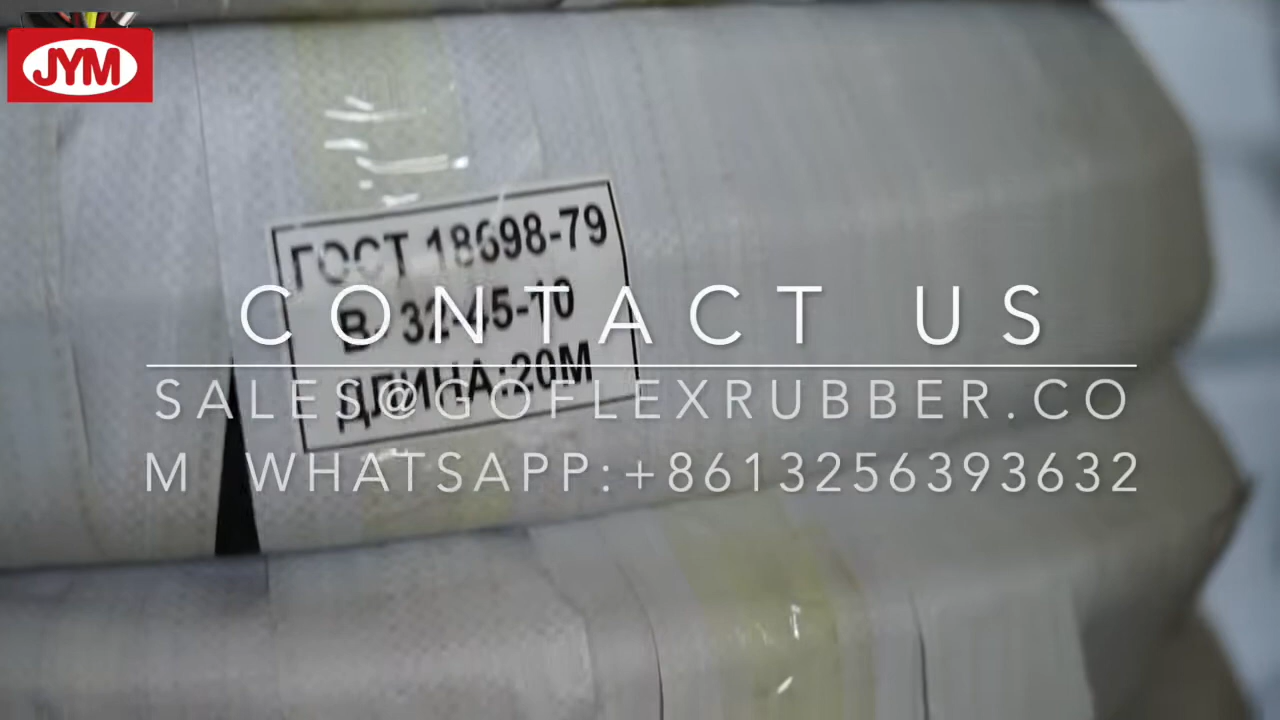 JYM
ГОСТ 18698-79
В- 32-45-10
ДЛИНА:20М
CONTACT US
SALES@GOFLEXRUBBER.CO
M WHATSAPP:+8613256393632